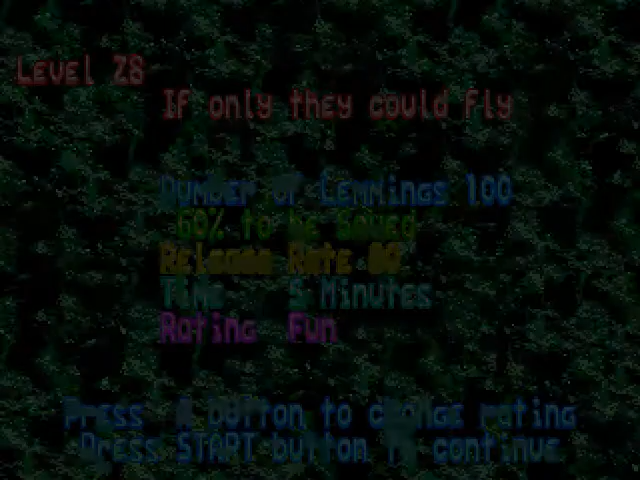 Level 28
If only they could fly
Number Of Lemmings 100
60% to be Saved
Release Rate
Time 5 Minutes
Rating Fun
Press A button to change rating
Press START button to continue